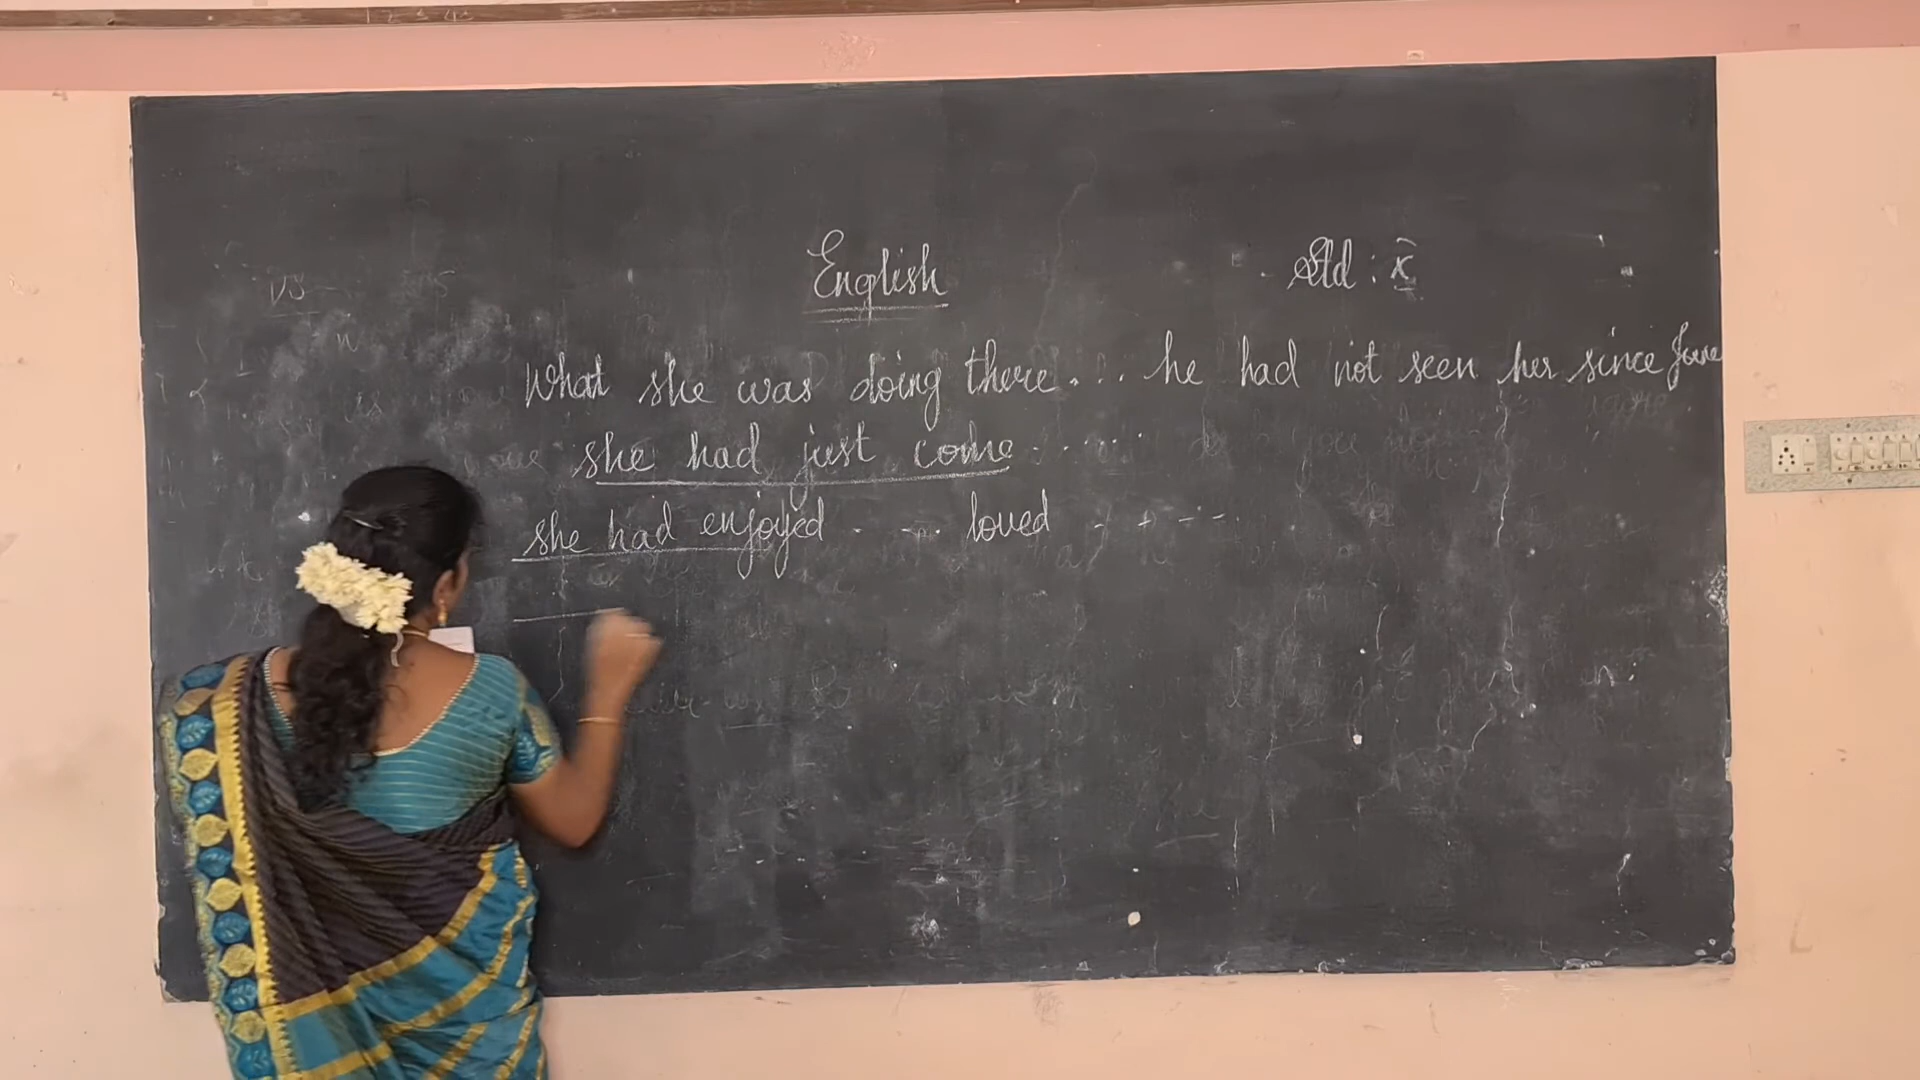 English
Std : X
What she was doing there... he had not seen her since June
she had just come......
she had enjoyed ..... loved .....